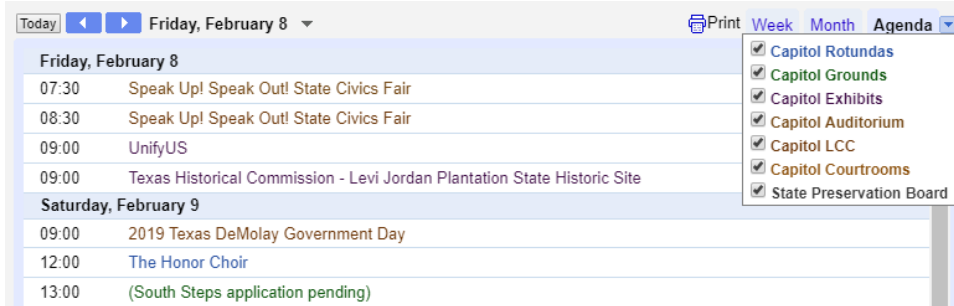 Today Friday, February 8 Print Week Month Agenda
Capitol Rotundas
Capitol Grounds
Capitol Exhibits
Capitol Auditorium
Capitol LCC
Capitol Courtrooms
State Preservation Board
Friday, February 8
07:30 Speak Up! Speak Out! State Civics Fair
08:30 Speak Up! Speak Out! State Civics Fair
09:00 UnifyUS
09:00 Texas Historical Commission - Levi Jordan Plantation State Historic Site
Saturday, February 9
09:00 2019 Texas DeMolay Government Day
12:00 The Honor Choir
13:00 (South Steps application pending)